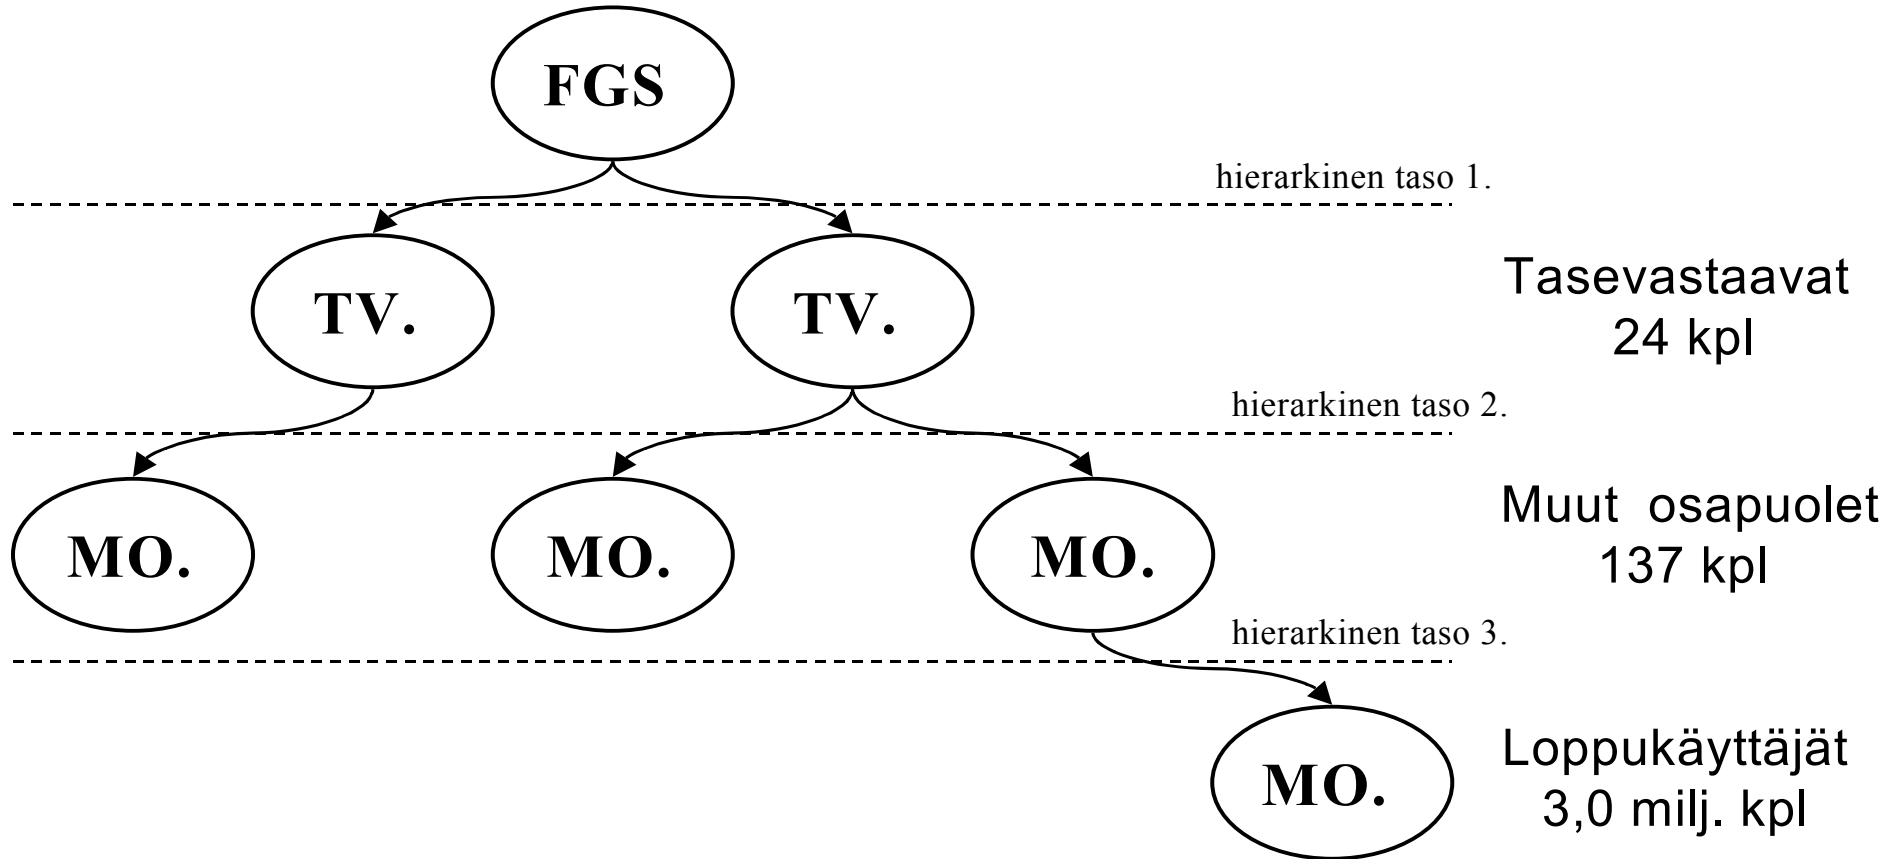 FGS
hierarkinen taso 1.
TV.
TV.
Tasevastaavat
24 kpl
hierarkinen taso 2.
MO.
MO.
MO.
Muut osapuolet
137 kpl
hierarkinen taso 3.
MO.
Loppukäyttäjät
3,0 milj. kpl